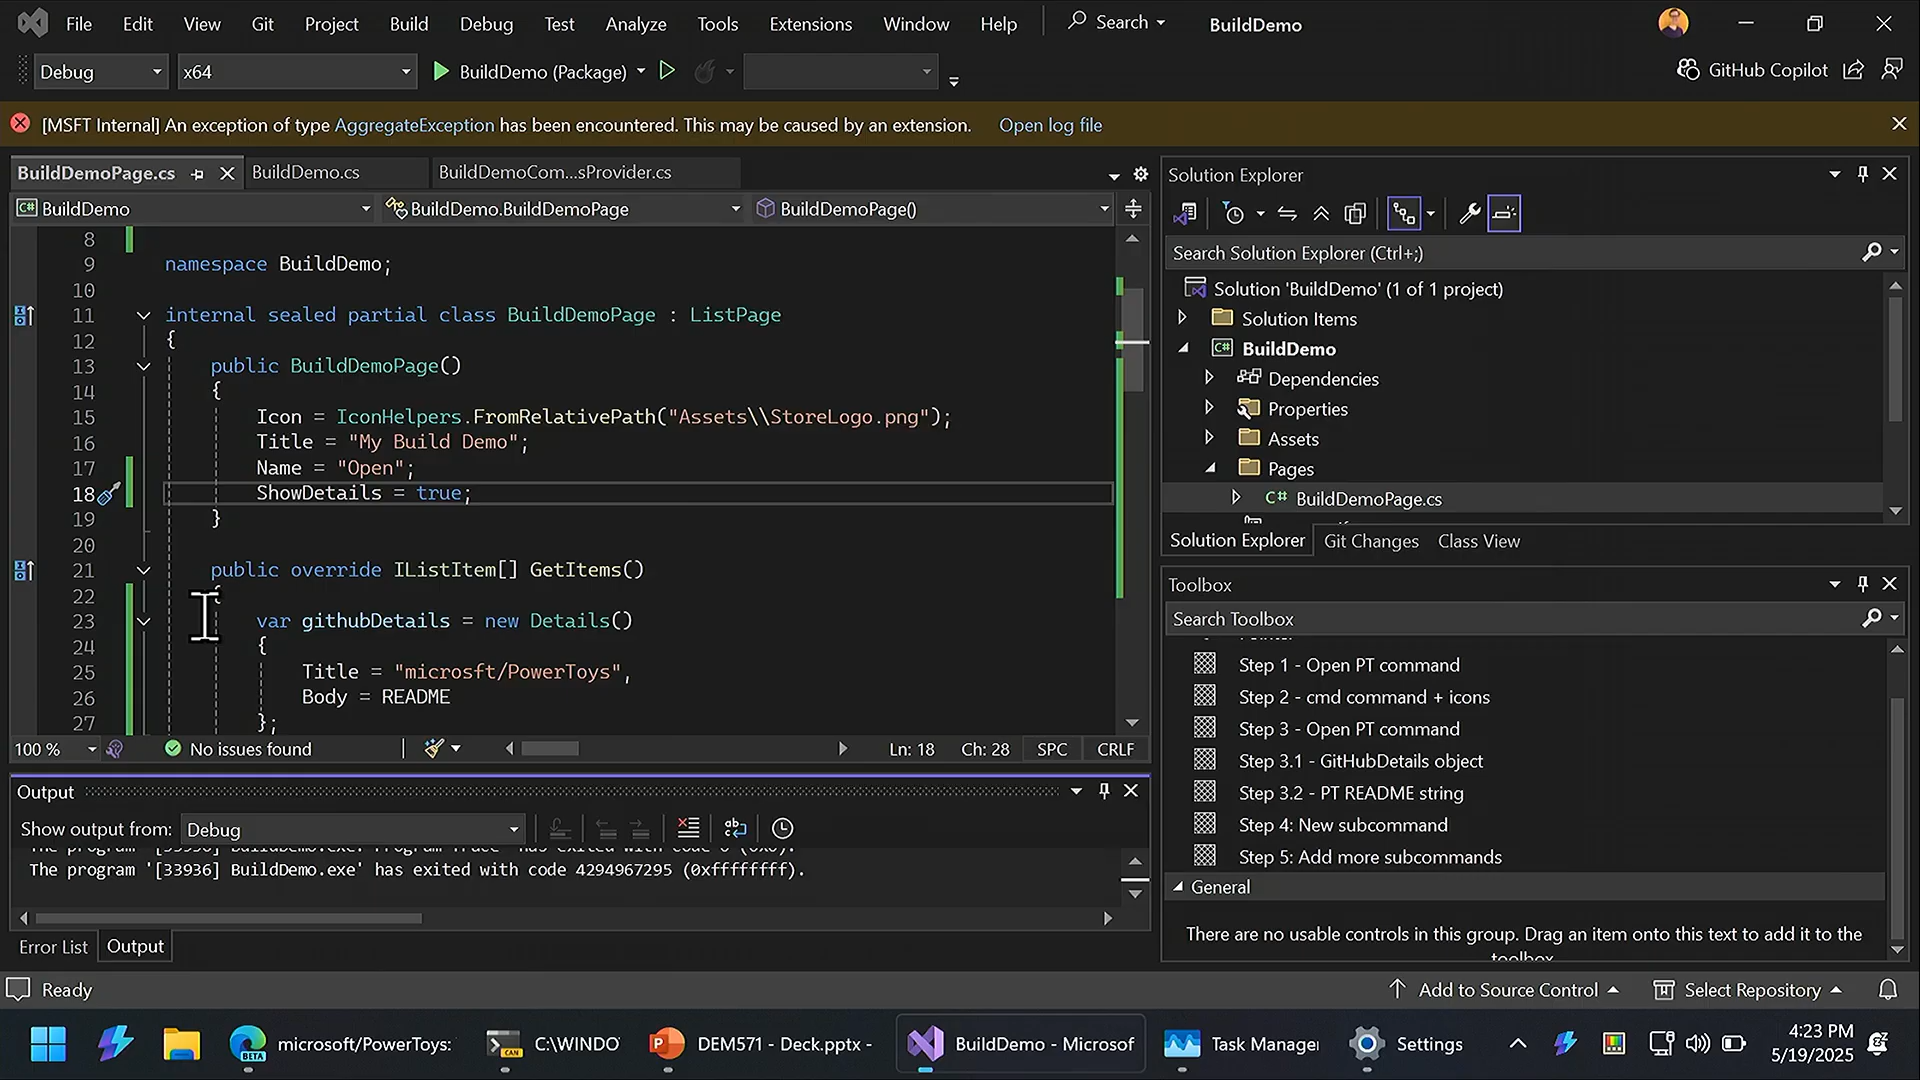 File Edit View Git Project Build Debug Test Analyze Tools Extensions Window Help Search BuildDemo
Debug x64 BuildDemo (Package) GitHub Copilot
[MSFT Internal] An exception of type AggregateException has been encountered. This may be caused by an extension. Open log file
BuildDemoPage.cs BuildDemo.cs BuildDemoCom...sProvider.cs
C# BuildDemo BuildDemo.BuildDemoPage BuildDemoPage()
8
9 namespace BuildDemo;
10
11 internal sealed partial class BuildDemoPage : ListPage
12 {
13 public BuildDemoPage()
14 {
15 Icon = IconHelpers.FromRelativePath("Assets\\StoreLogo.png");
16 Title = "My Build Demo";
17 Name = "Open";
18 ShowDetails = true;
19 }
20
21 public override IListItem[] GetItems()
22 {
23 var githubDetails = new Details()
24 {
25 Title = "microsft/PowerToys",
26 Body = README
27 };
100 % No issues found Ln: 18 Ch: 28 SPC CRLF
Output
Show output from: Debug
The program '[33936] BuildDemo.exe' has exited with code 4294967295 (0xffffffff).
Error List Output
Solution Explorer
Search Solution Explorer (Ctrl+;)
Solution 'BuildDemo' (1 of 1 project)
Solution Items
C# BuildDemo
Dependencies
Properties
Assets
Pages
C# BuildDemoPage.cs
Solution Explorer Git Changes Class View
Toolbox
Search Toolbox
Pointer
Step 1 - Open PT command
Step 2 - cmd command + icons
Step 3 - Open PT command
Step 3.1 - GitHubDetails object
Step 3.2 - PT README string
Step 4: New subcommand
Step 5: Add more subcommands
General
There are no usable controls in this group. Drag an item onto this text to add it to the
toolbox.
Ready Add to Source Control Select Repository
BETA microsoft/PowerToys: CAN C:\WINDO DEM571 - Deck.pptx - BuildDemo - Microsof Task Manager Settings 4:23 PM
5/19/2025